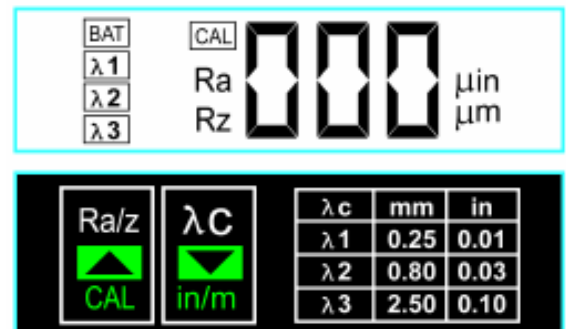 BAT CAL
λ1 Ra 000 μin
λ2 Rz μm
λ3
Ra/z λC
CAL in/m
λc mm in
λ1 0.25 0.01
λ2 0.80 0.03
λ3 2.50 0.10